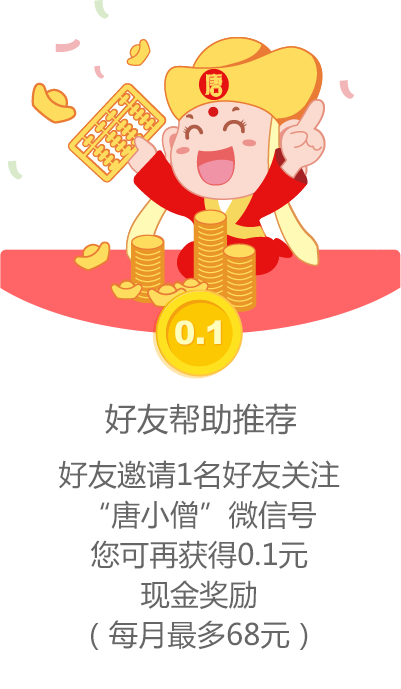 唐
0.1
好友帮助推荐
好友邀请1名好友关注
“唐小僧”微信号
您可再获得0.1元
现金奖励
（每月最多68元）